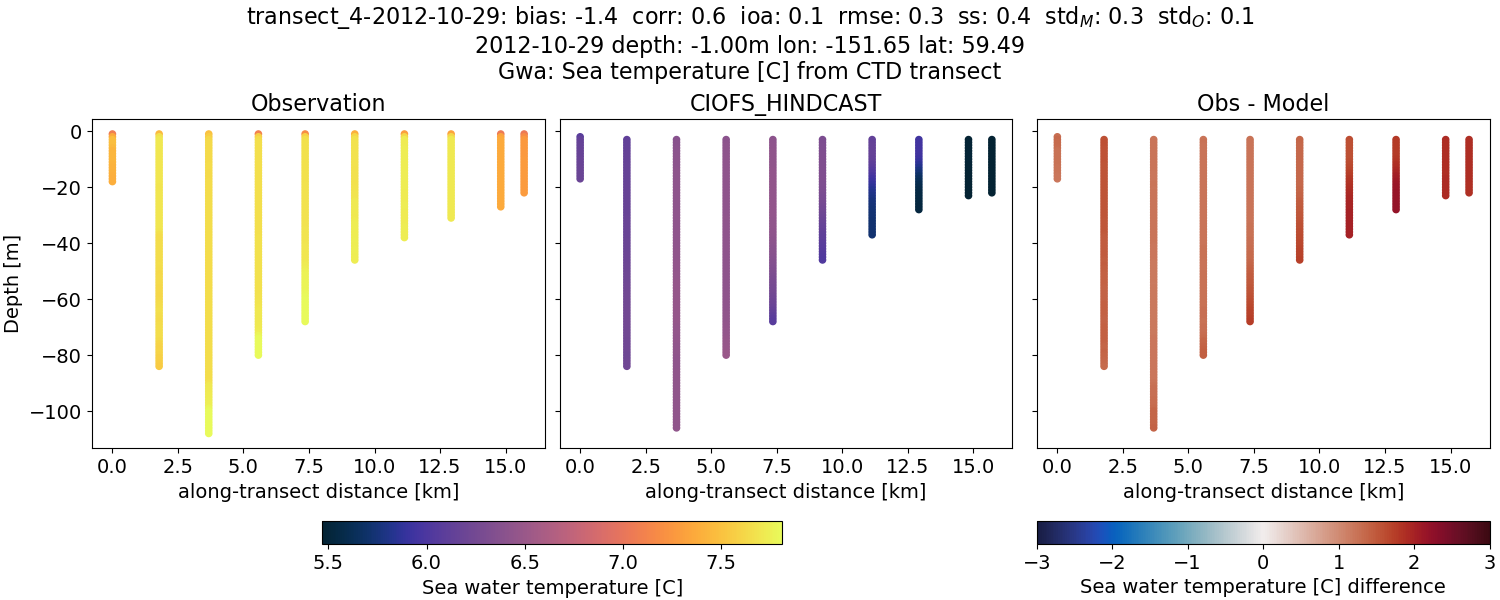 transect_4-2012-10-29: bias: -1.4 corr: 0.6 ioa: 0.1 rmse: 0.3 ss: 0.4 std_M: 0.3 std_O: 0.1
2012-10-29 depth: -1.00m lon: -151.65 lat: 59.49
Gwa: Sea temperature [C] from CTD transect
Observation CIOFS_HINDCAST Obs - Model
Depth [m]
0
−20
−40
−60
−80
−100
0.0 2.5 5.0 7.5 10.0 12.5 15.0 0.0 2.5 5.0 7.5 10.0 12.5 15.0 0.0 2.5 5.0 7.5 10.0 12.5 15.0
along-transect distance [km] along-transect distance [km] along-transect distance [km]
5.5 6.0 6.5 7.0 7.5 −3 −2 −1 0 1 2 3
Sea water temperature [C] Sea water temperature [C] difference